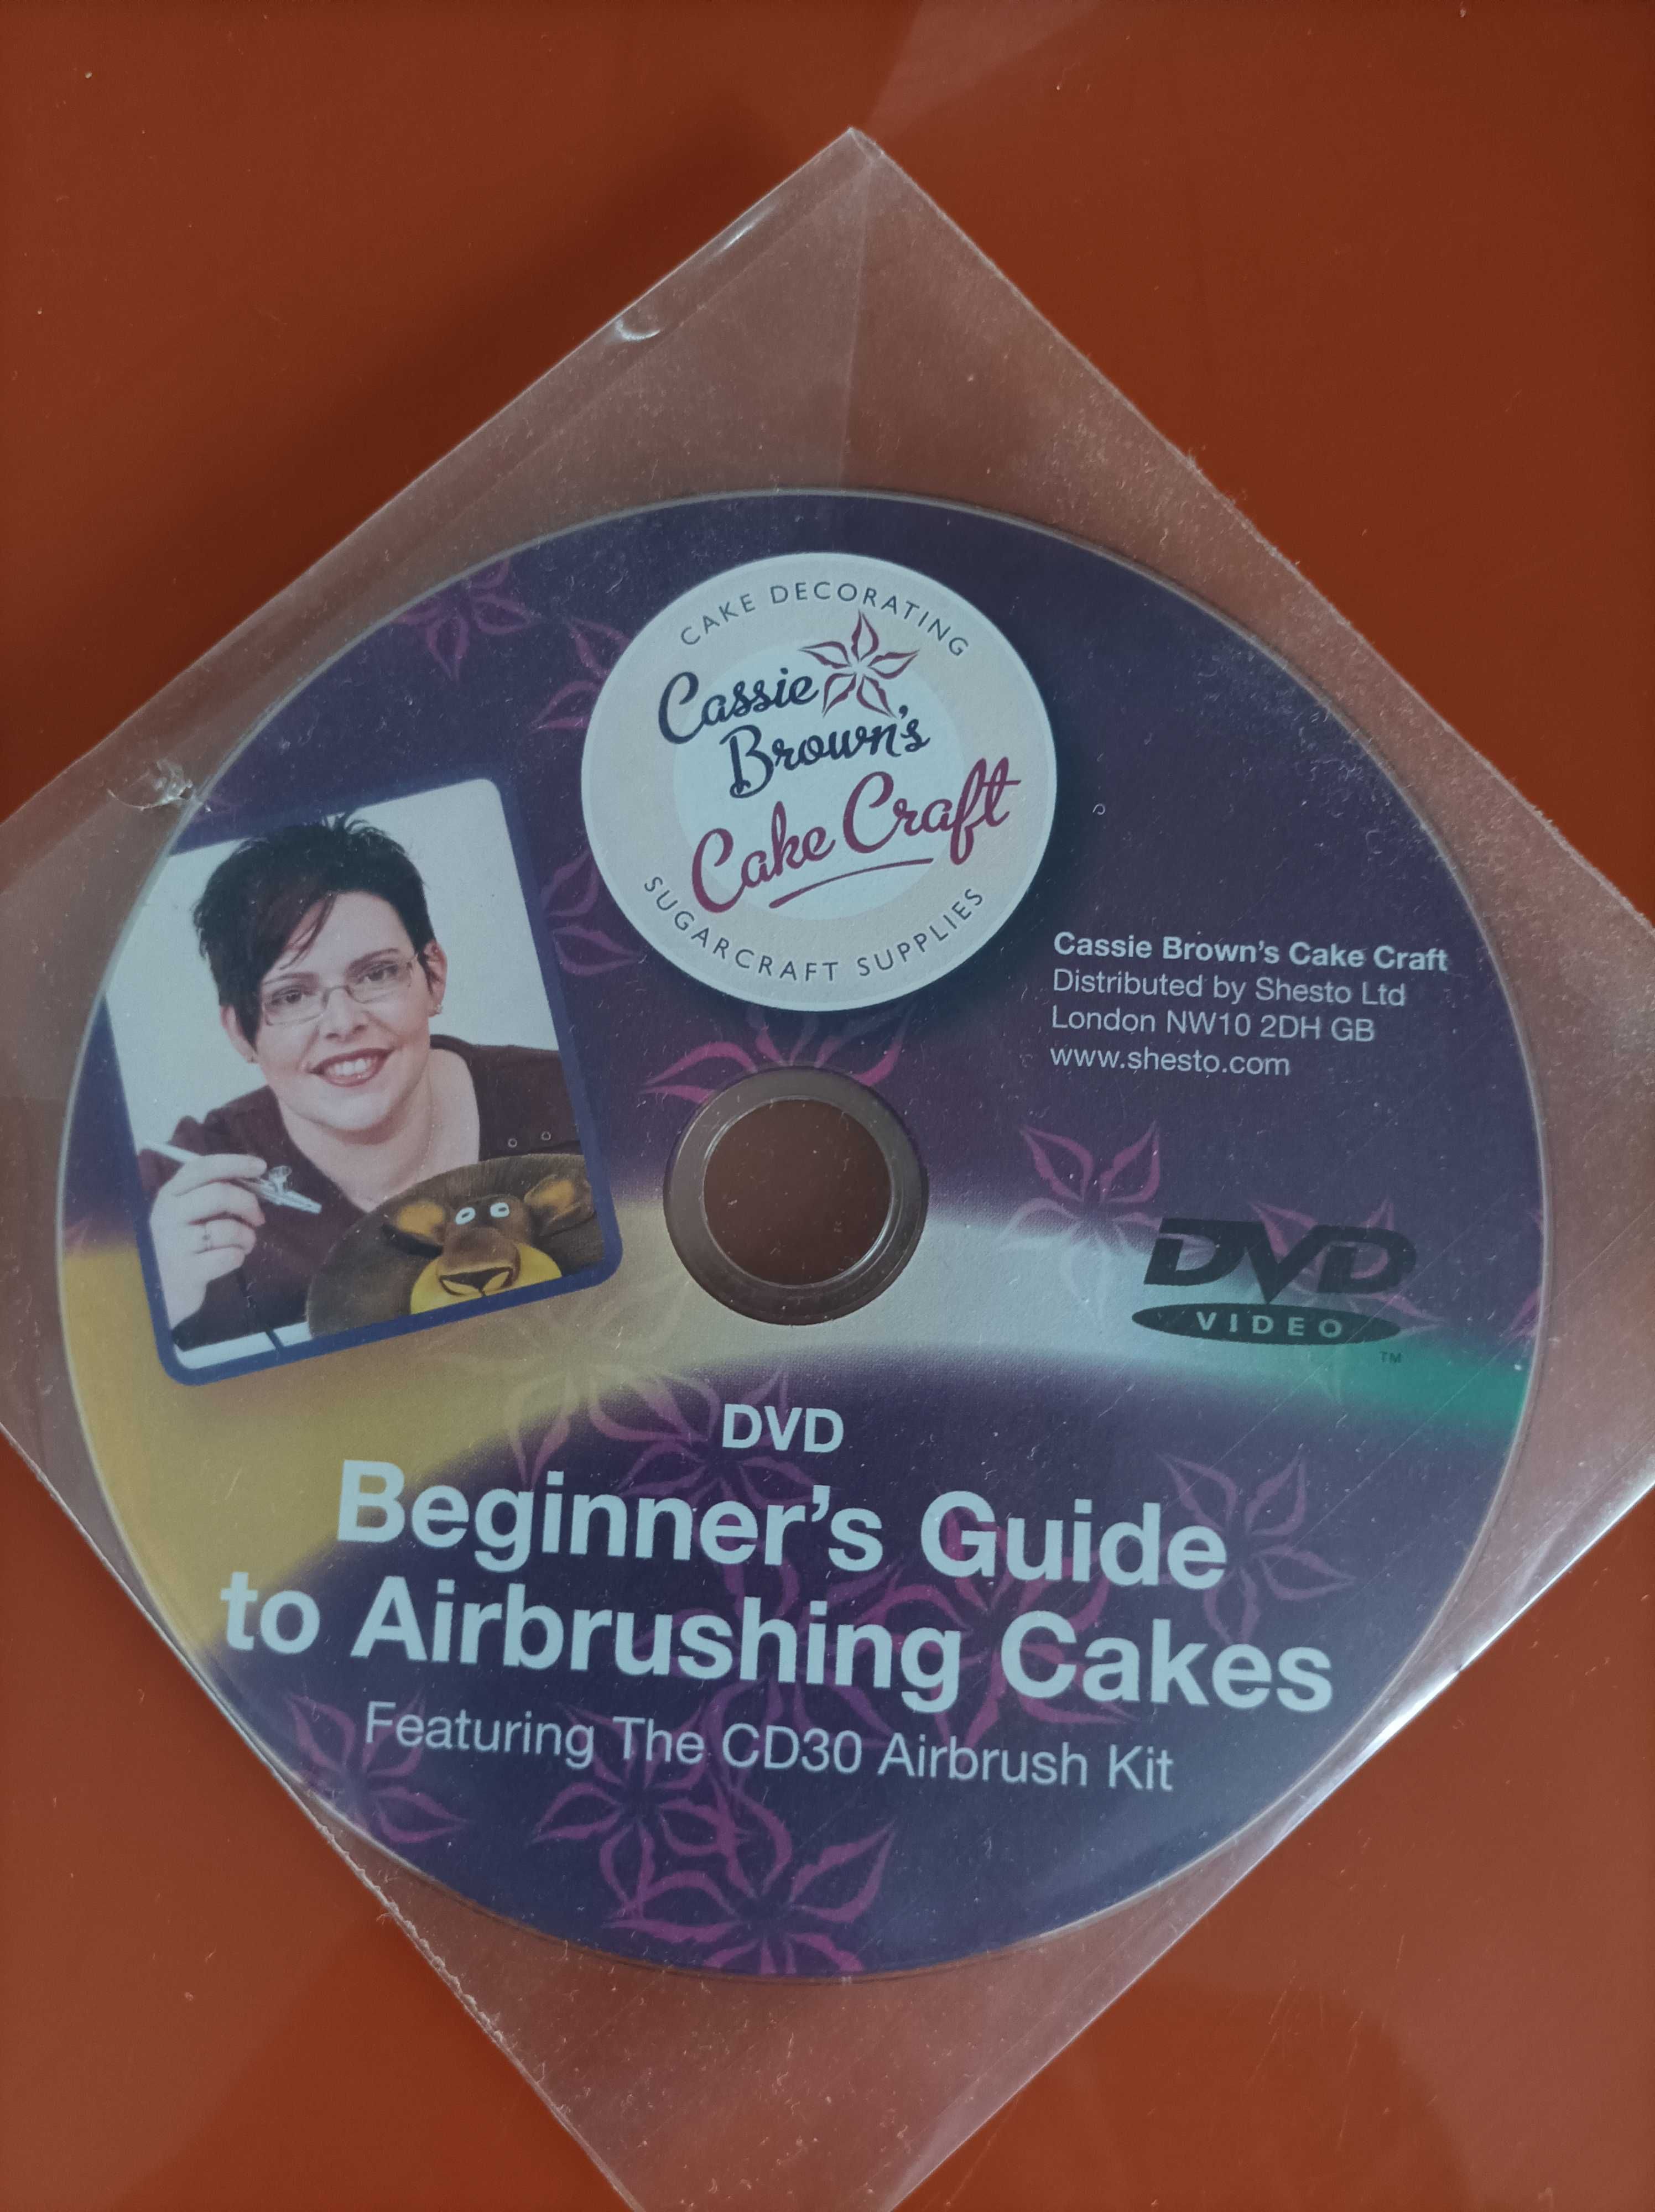 CAKE DECORATING
Cassie
Brown's
Cake Craft
SUGARCRAFT SUPPLIES
Cassie Brown's Cake Craft
Distributed by Shesto Ltd
London NW10 2DH GB
www.shesto.com
DVD
VIDEO
TM
DVD
Beginner's Guide
to Airbrushing Cakes
Featuring The CD30 Airbrush Kit